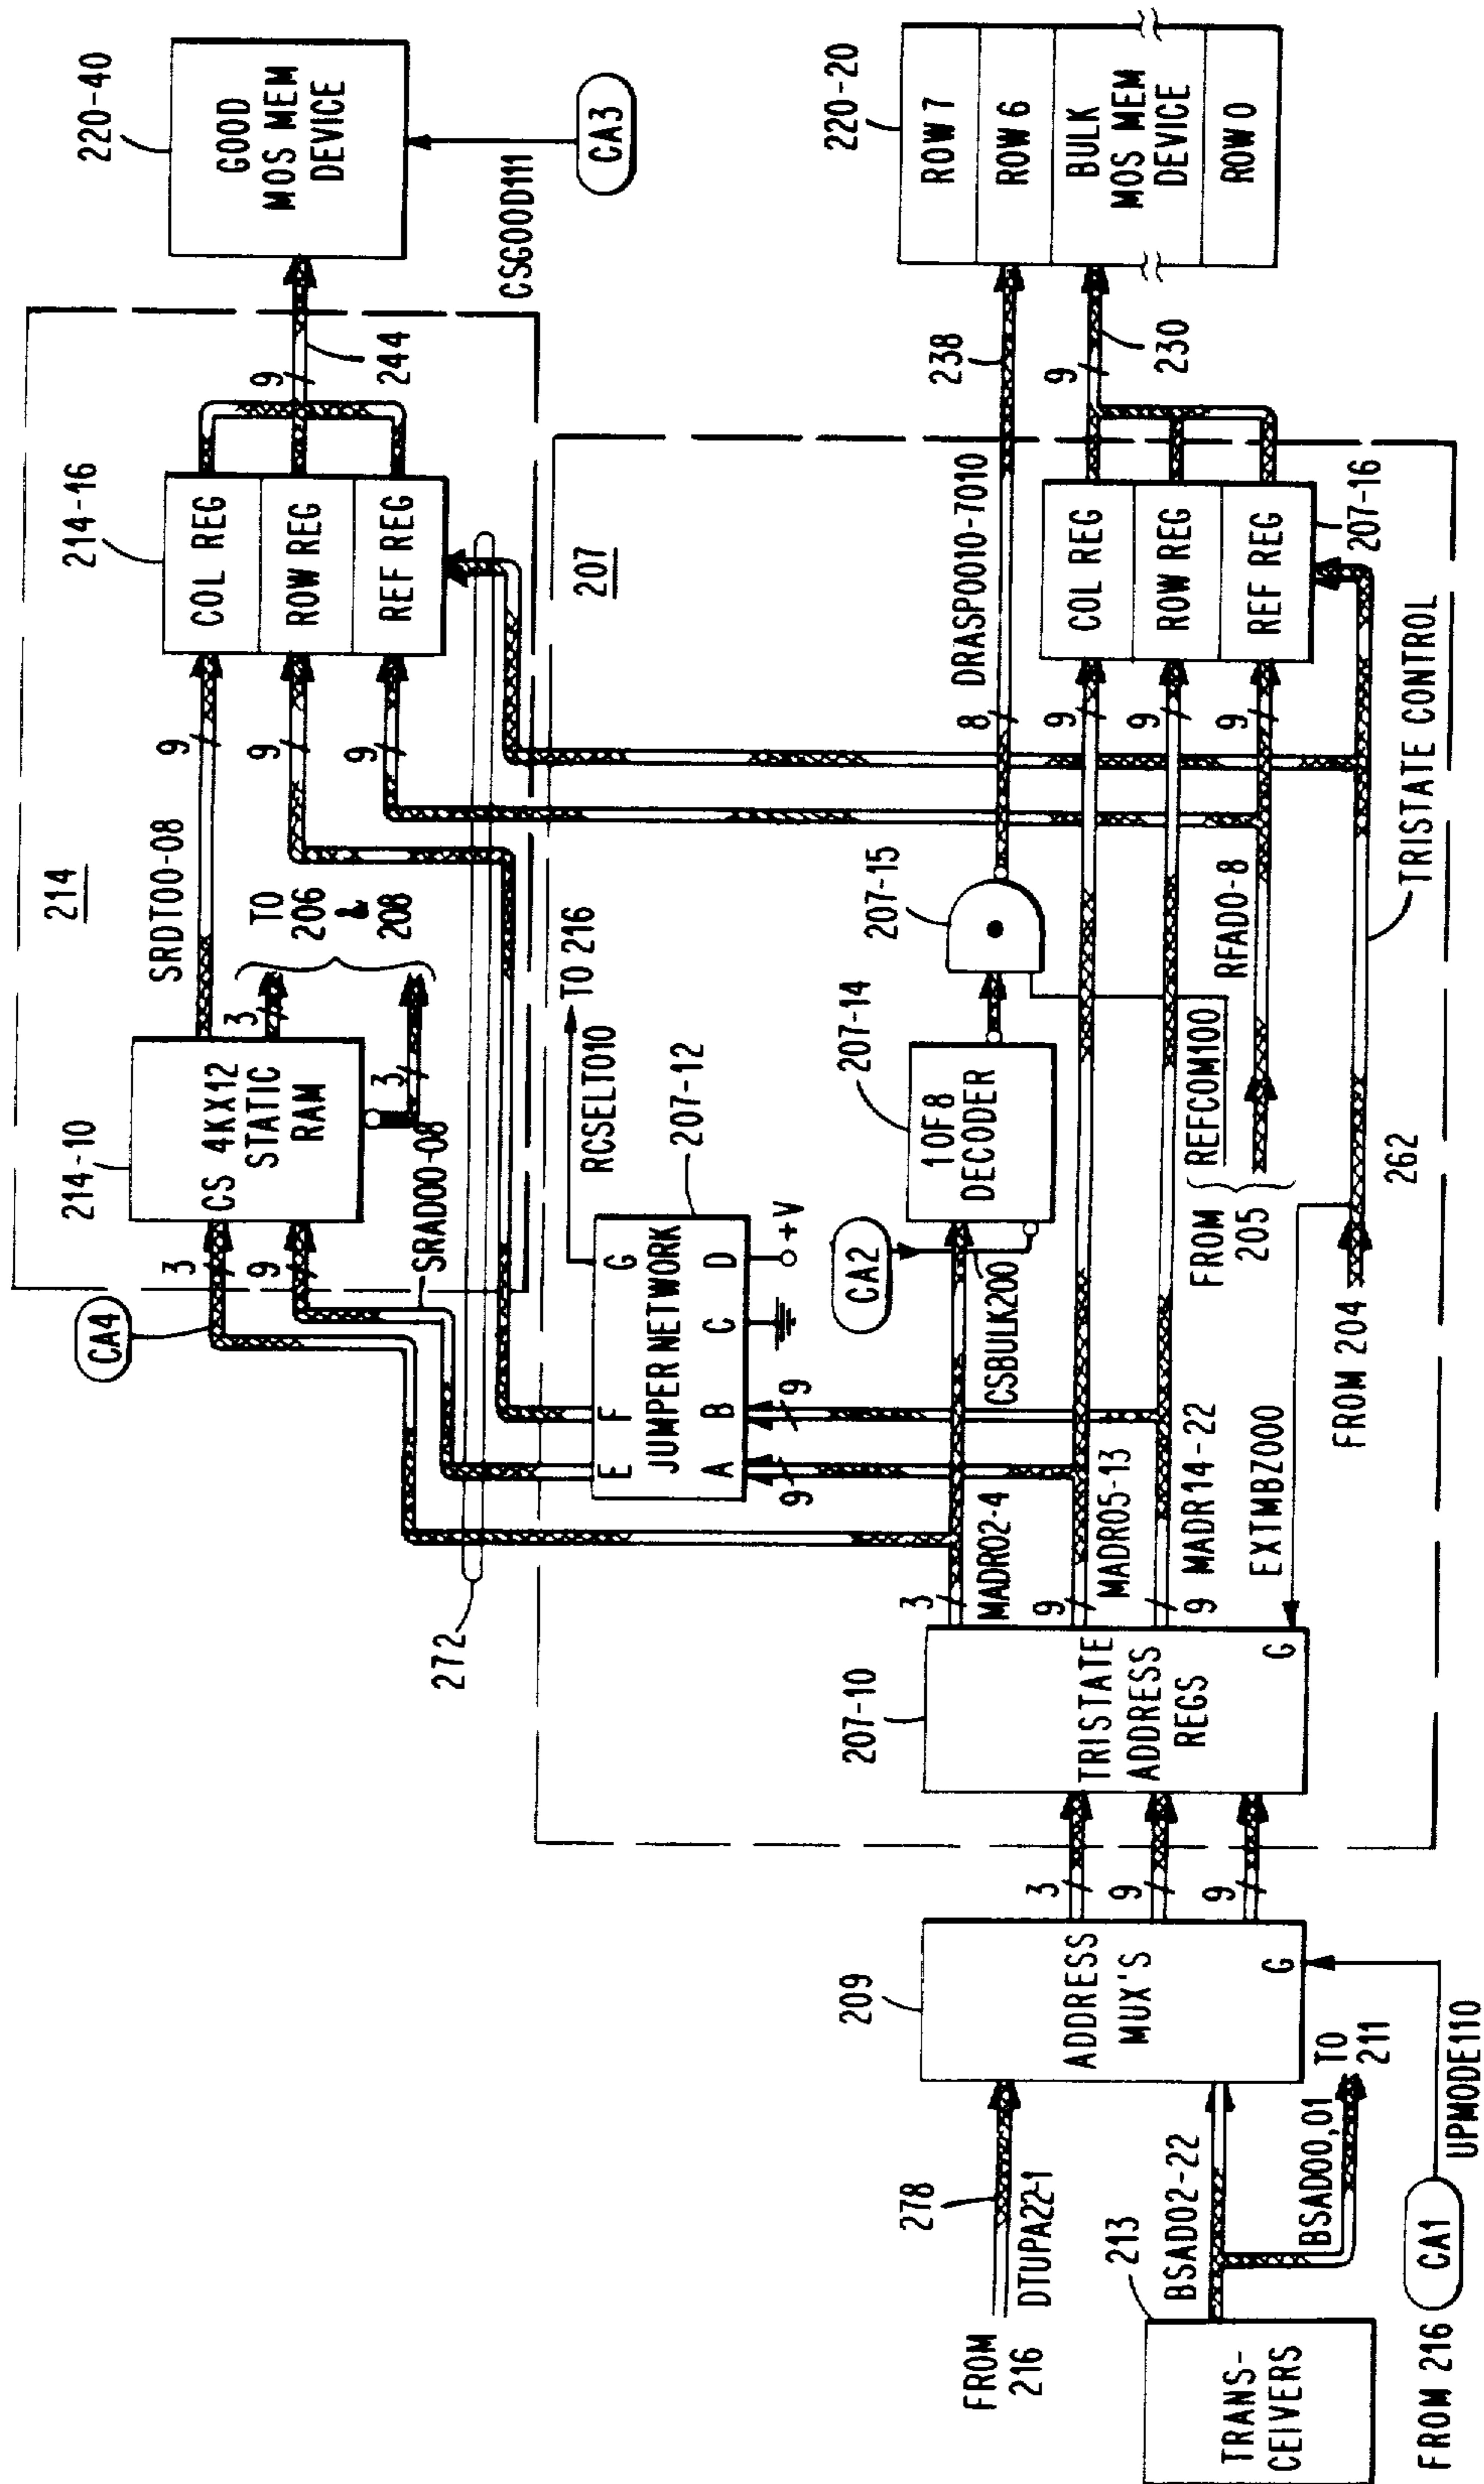 220-40
GOOD
MOS MEM
DEVICE
CSGOOD111
CA3
214
214-16
COL REG
ROW REG
REF REG
9
244
SRDT00-08
9
9
9
TO
206
&
208
214-10
CS 4KX12
STATIC
RAM
3
3
3
9
SRAD00-08
CA4
272
207
RCSELT010
TO 216
207-12
JUMPER NETWORK
E F G
A B C D
+V
9
9
220-20
ROW 7
ROW 6
BULK
MOS MEM
DEVICE
ROW 0
238
9
230
DRASP0010-7010
8
207-15
207-14
1 OF 8
DECODER
CA2
CSBULK200
COL REG
ROW REG
REF REG
207-16
9
9
9
RFAD0-8
REFCOM100
FROM
205
TRISTATE CONTROL
262
FROM 204
EXTMBZ000
3
MADR02-4
9
MADR05-13
9 MADR14-22
207-10
TRISTATE
ADDRESS
REGS
G
3
9
9
209
ADDRESS
MUX'S
G
278
FROM
216
DTUPA22-1
213
TRANS-
CEIVERS
BSAD02-22
BSAD00,01
TO
211
UPMODE110
FROM 216
CA1